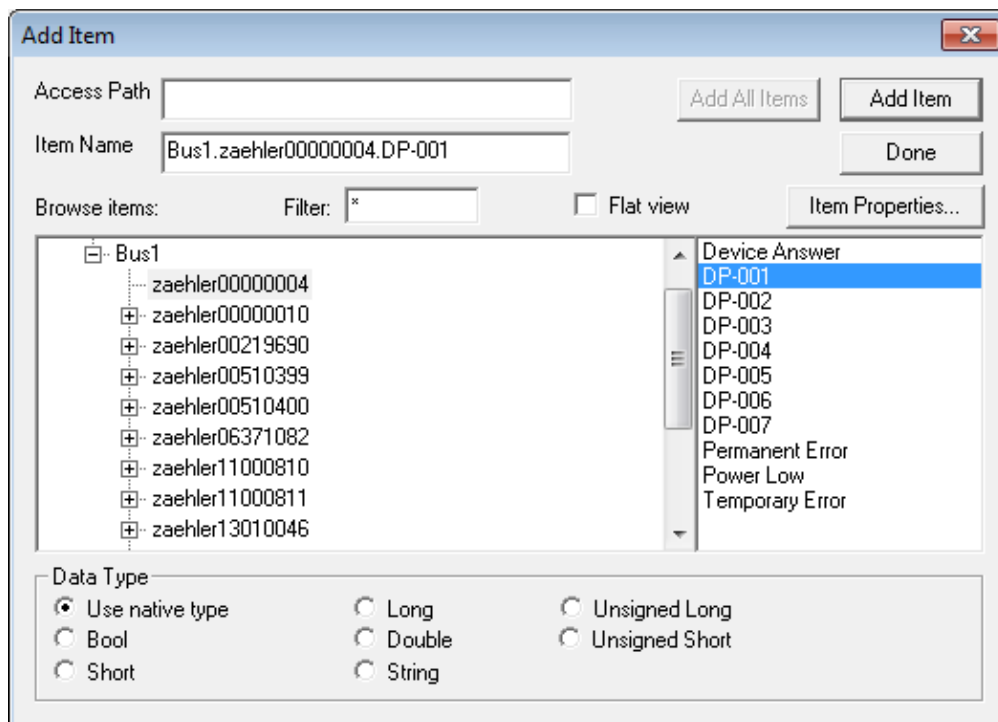 Add Item
Access Path
Add All Items
Add Item
Item Name
Bus1.zaehler00000004.DP-001
Done
Browse items:
Filter:
*
Flat view
Item Properties...
Bus1
zaehler00000004
zaehler00000010
zaehler00219690
zaehler00510399
zaehler00510400
zaehler06371082
zaehler11000810
zaehler11000811
zaehler13010046
Device Answer
DP-001
DP-002
DP-003
DP-004
DP-005
DP-006
DP-007
Permanent Error
Power Low
Temporary Error
Data Type
Use native type
Long
Unsigned Long
Bool
Double
Unsigned Short
Short
String